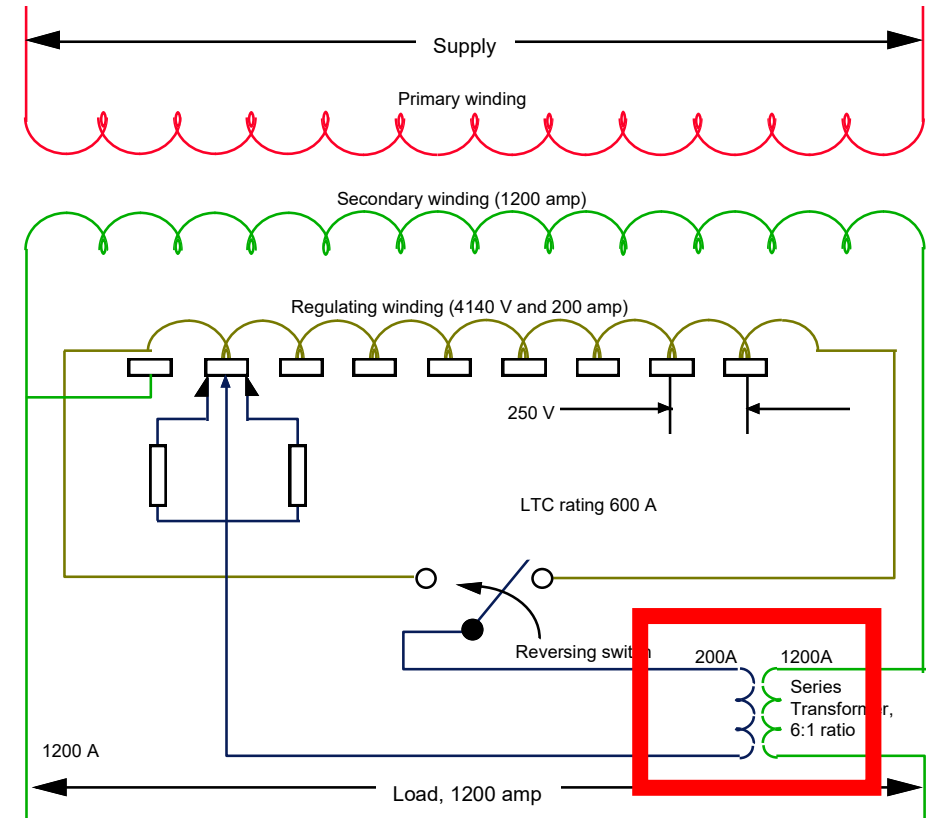 Supply
Primary winding
Secondary winding (1200 amp)
Regulating winding (4140 V and 200 amp)
250 V
LTC rating 600 A
Reversing switch
200A
1200A
Series
Transformer,
6:1 ratio
1200 A
Load, 1200 amp